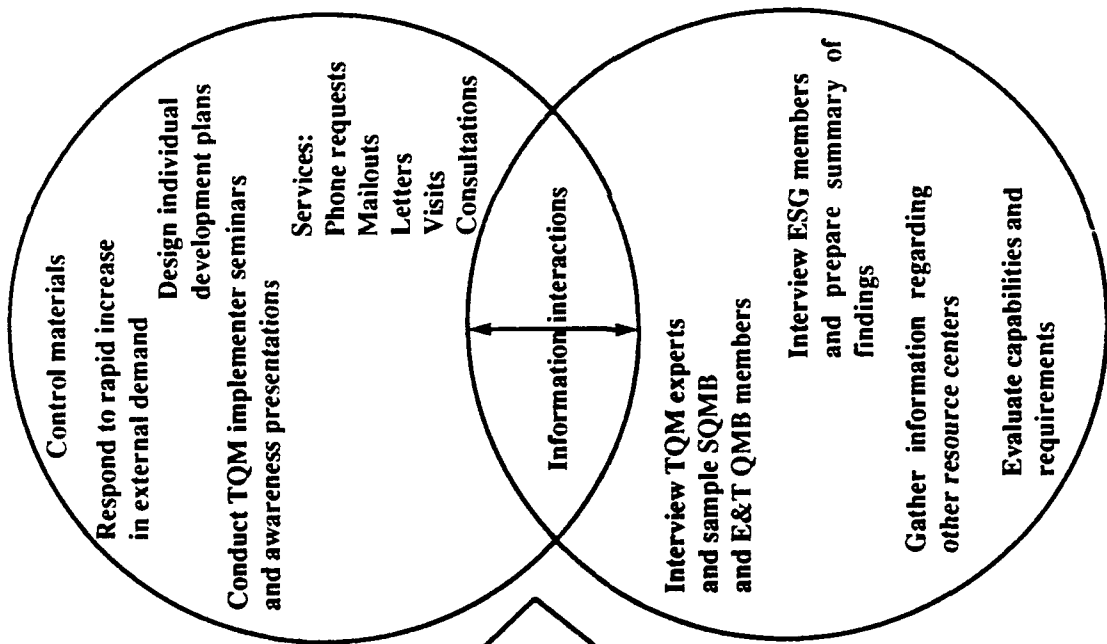 Control materials
Respond to rapid increase
in external demand
Design individual
development plans
Conduct TQM implementer seminars
and awareness presentations
Services:
Phone requests
Mailouts
Letters
Visits
Consultations
Information interactions
Interview TQM experts
and sample SQMB
and E&T QMB members
Interview ESG members
and prepare summary of
findings
Gather information regarding
other resource centers
Evaluate capabilities and
requirements